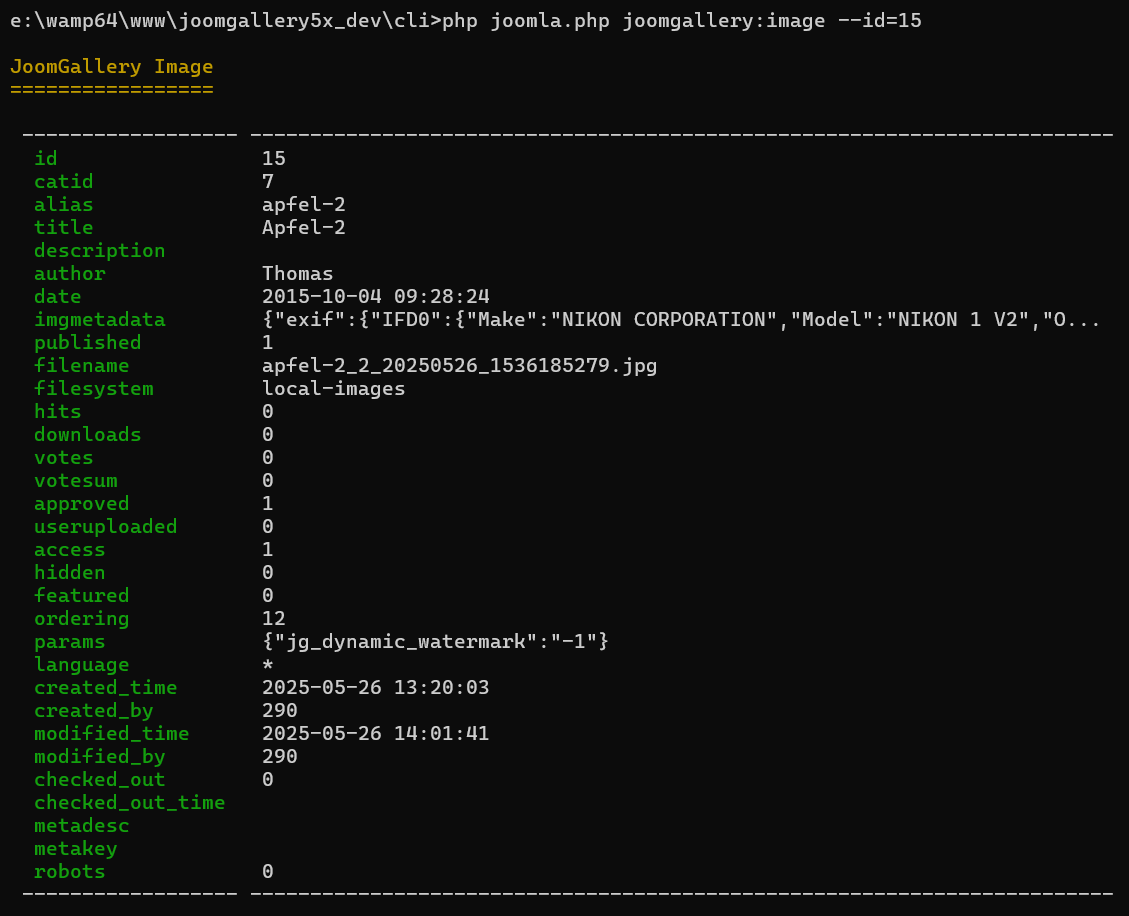 e:\wamp64\www\joomgallery5x_dev\cli>php joomla.php joomgallery:image --id=15
JoomGallery Image
=================
------------------ ------------------------------------------------------------------------
id 15
catid 7
alias apfel-2
title Apfel-2
description
author Thomas
date 2015-10-04 09:28:24
imgmetadata {"exif":{"IFD0":{"Make":"NIKON CORPORATION","Model":"NIKON 1 V2","O...
published 1
filename apfel-2_2_20250526_1536185279.jpg
filesystem local-images
hits 0
downloads 0
votes 0
votesum 0
approved 1
useruploaded 0
access 1
hidden 0
featured 0
ordering 12
params {"jg_dynamic_watermark":"-1"}
language *
created_time 2025-05-26 13:20:03
created_by 290
modified_time 2025-05-26 14:01:41
modified_by 290
checked_out 0
checked_out_time
metadesc
metakey
robots 0
------------------ ------------------------------------------------------------------------